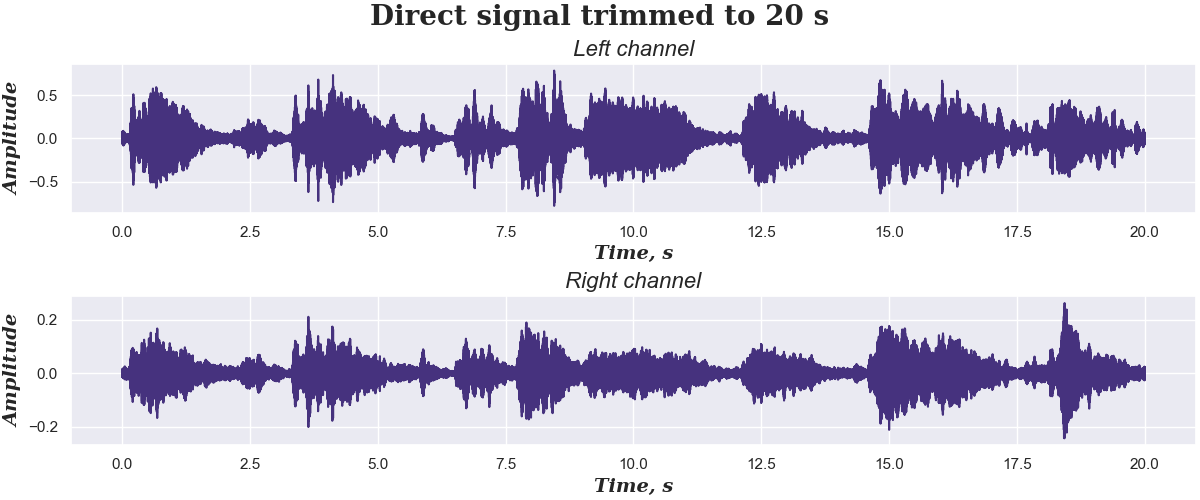 Direct signal trimmed to 20 s
Left channel
Amplitude
0.5
0.0
−0.5
0.0 2.5 5.0 7.5 10.0 12.5 15.0 17.5 20.0
Time, s
Right channel
Amplitude
0.2
0.0
−0.2
0.0 2.5 5.0 7.5 10.0 12.5 15.0 17.5 20.0
Time, s